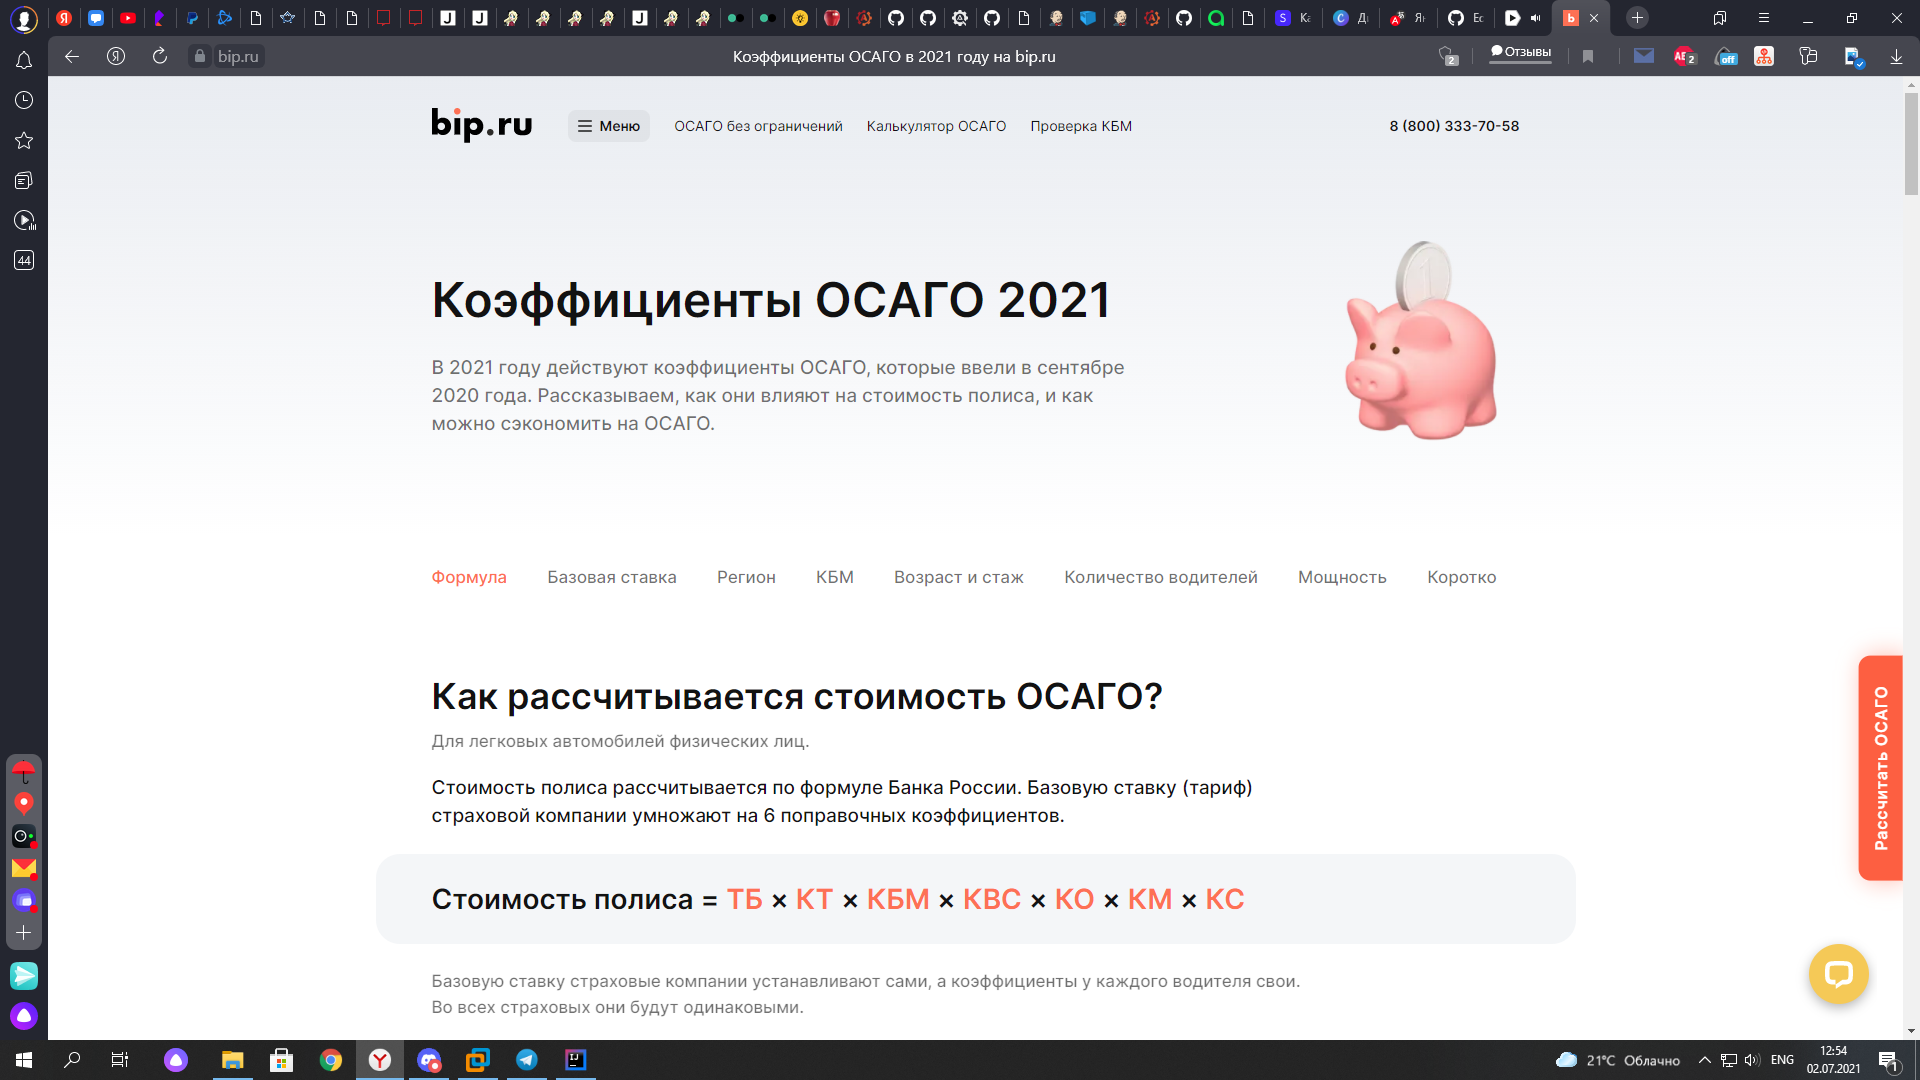 bip.ru
Коэффициенты ОСАГО в 2021 году на bip.ru
2
Отзывы
2
off
44
bip.ru
Меню
ОСАГО без ограничений
Калькулятор ОСАГО
Проверка КБМ
8 (800) 333-70-58
Коэффициенты ОСАГО 2021
В 2021 году действуют коэффициенты ОСАГО, которые ввели в сентябре
2020 года. Рассказываем, как они влияют на стоимость полиса, и как
можно сэкономить на ОСАГО.
Формула
Базовая ставка
Регион
КБМ
Возраст и стаж
Количество водителей
Мощность
Коротко
Как рассчитывается стоимость ОСАГО?
Для легковых автомобилей физических лиц.
Стоимость полиса рассчитывается по формуле Банка России. Базовую ставку (тариф)
страховой компании умножают на 6 поправочных коэффициентов.
Стоимость полиса = ТБ × КТ × КБМ × КВС × КО × КМ × КС
Базовую ставку страховые компании устанавливают сами, а коэффициенты у каждого водителя свои.
Во всех страховых они будут одинаковыми.
Рассчитать ОСАГО
21°C Облачно
ENG
12:54
02.07.2021
1